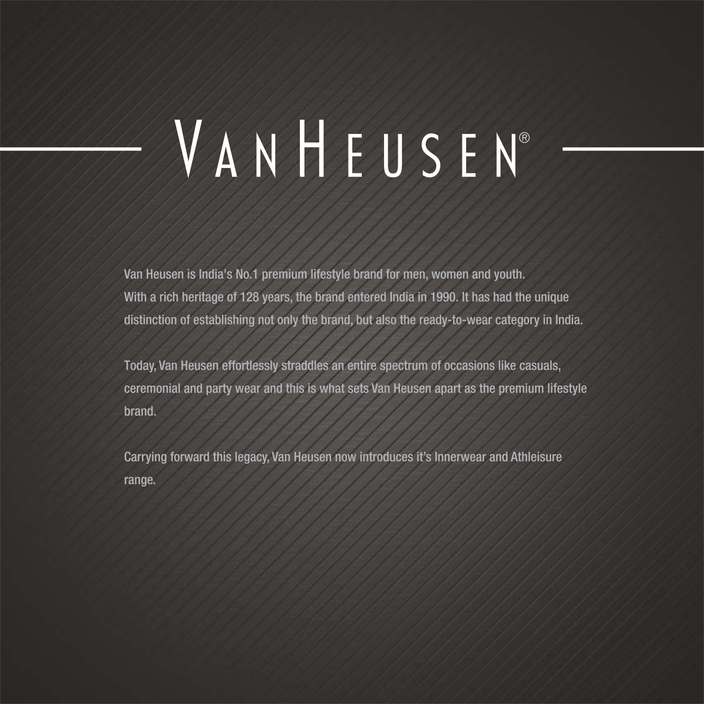 VANHEUSEN®
Van Heusen is India's No.1 premium lifestyle brand for men, women and youth.
With a rich heritage of 128 years, the brand entered India in 1990. It has had the unique
distinction of establishing not only the brand, but also the ready-to-wear category in India.
Today, Van Heusen effortlessly straddles an entire spectrum of occasions like casuals,
ceremonial and party wear and this is what sets Van Heusen apart as the premium lifestyle
brand.
Carrying forward this legacy, Van Heusen now introduces it's Innerwear and Athleisure
range.